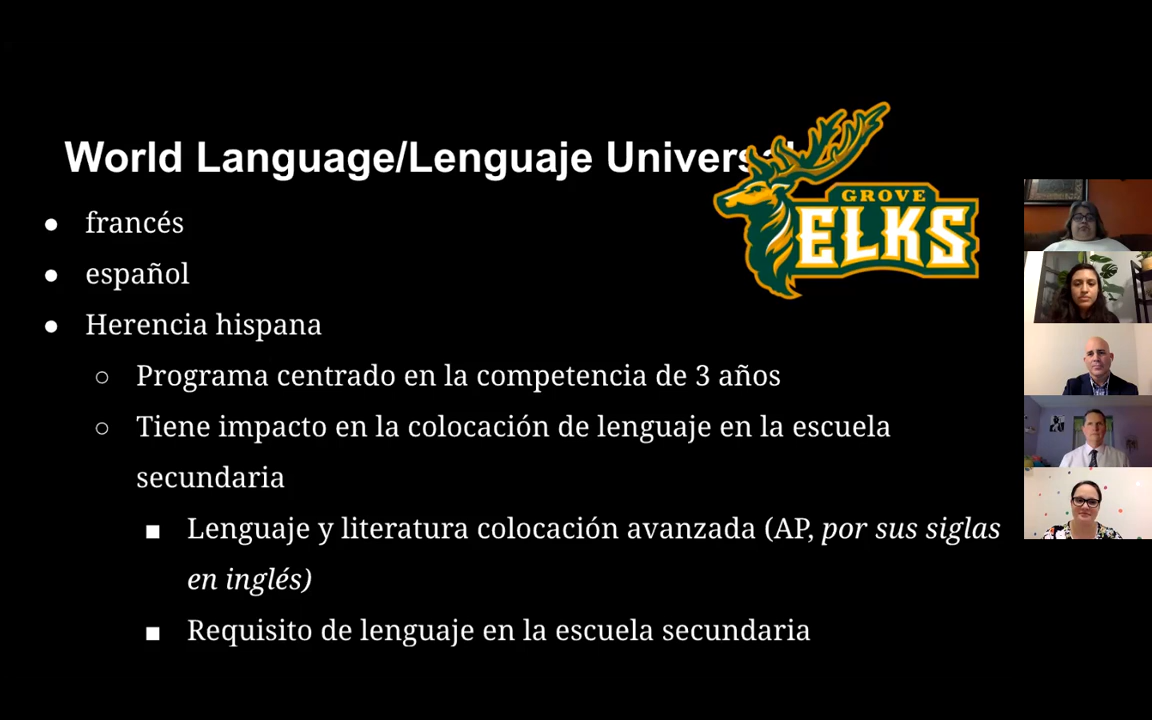 World Language/Lenguaje Universal
GROVE
ELKS
● francés
● español
● Herencia hispana
○ Programa centrado en la competencia de 3 años
○ Tiene impacto en la colocación de lenguaje en la escuela
secundaria
■ Lenguaje y literatura colocación avanzada (AP, por sus siglas
en inglés)
■ Requisito de lenguaje en la escuela secundaria